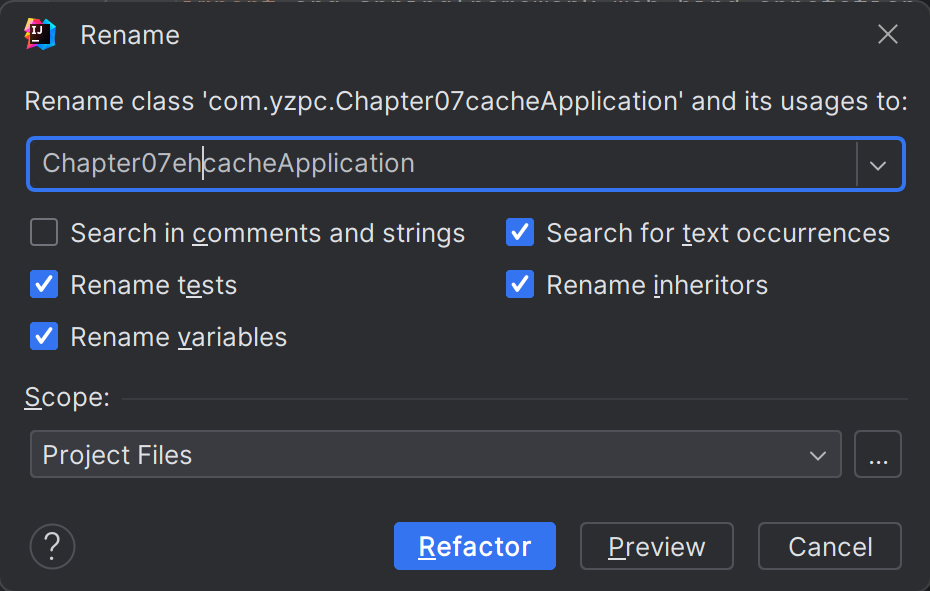 IJ
Rename
Rename class 'com.yzpc.Chapter07cacheApplication' and its usages to:
Chapter07ehcacheApplication
Search in comments and strings
Search for text occurrences
Rename tests
Rename inheritors
Rename variables
Scope:
Project Files
...
?
Refactor
Preview
Cancel